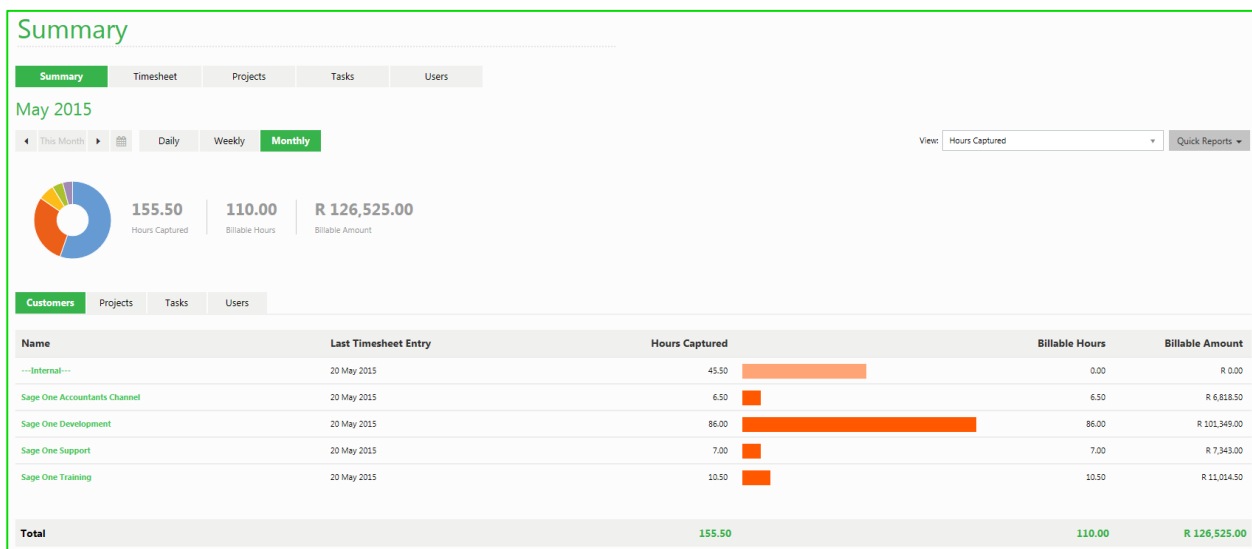 Summary
Summary Timesheet Projects Tasks Users
May 2015
This Month Daily Weekly Monthly View: Hours Captured Quick Reports
155.50 110.00 R 126,525.00
Hours Captured Billable Hours Billable Amount
Customers Projects Tasks Users
Name Last Timesheet Entry Hours Captured Billable Hours Billable Amount
---Internal--- 20 May 2015 45.50 0.00 R 0.00
Sage One Accountants Channel 20 May 2015 6.50 6.50 R 6,818.50
Sage One Development 20 May 2015 86.00 86.00 R 101,349.00
Sage One Support 20 May 2015 7.00 7.00 R 7,343.00
Sage One Training 20 May 2015 10.50 10.50 R 11,014.50
Total 155.50 110.00 R 126,525.00